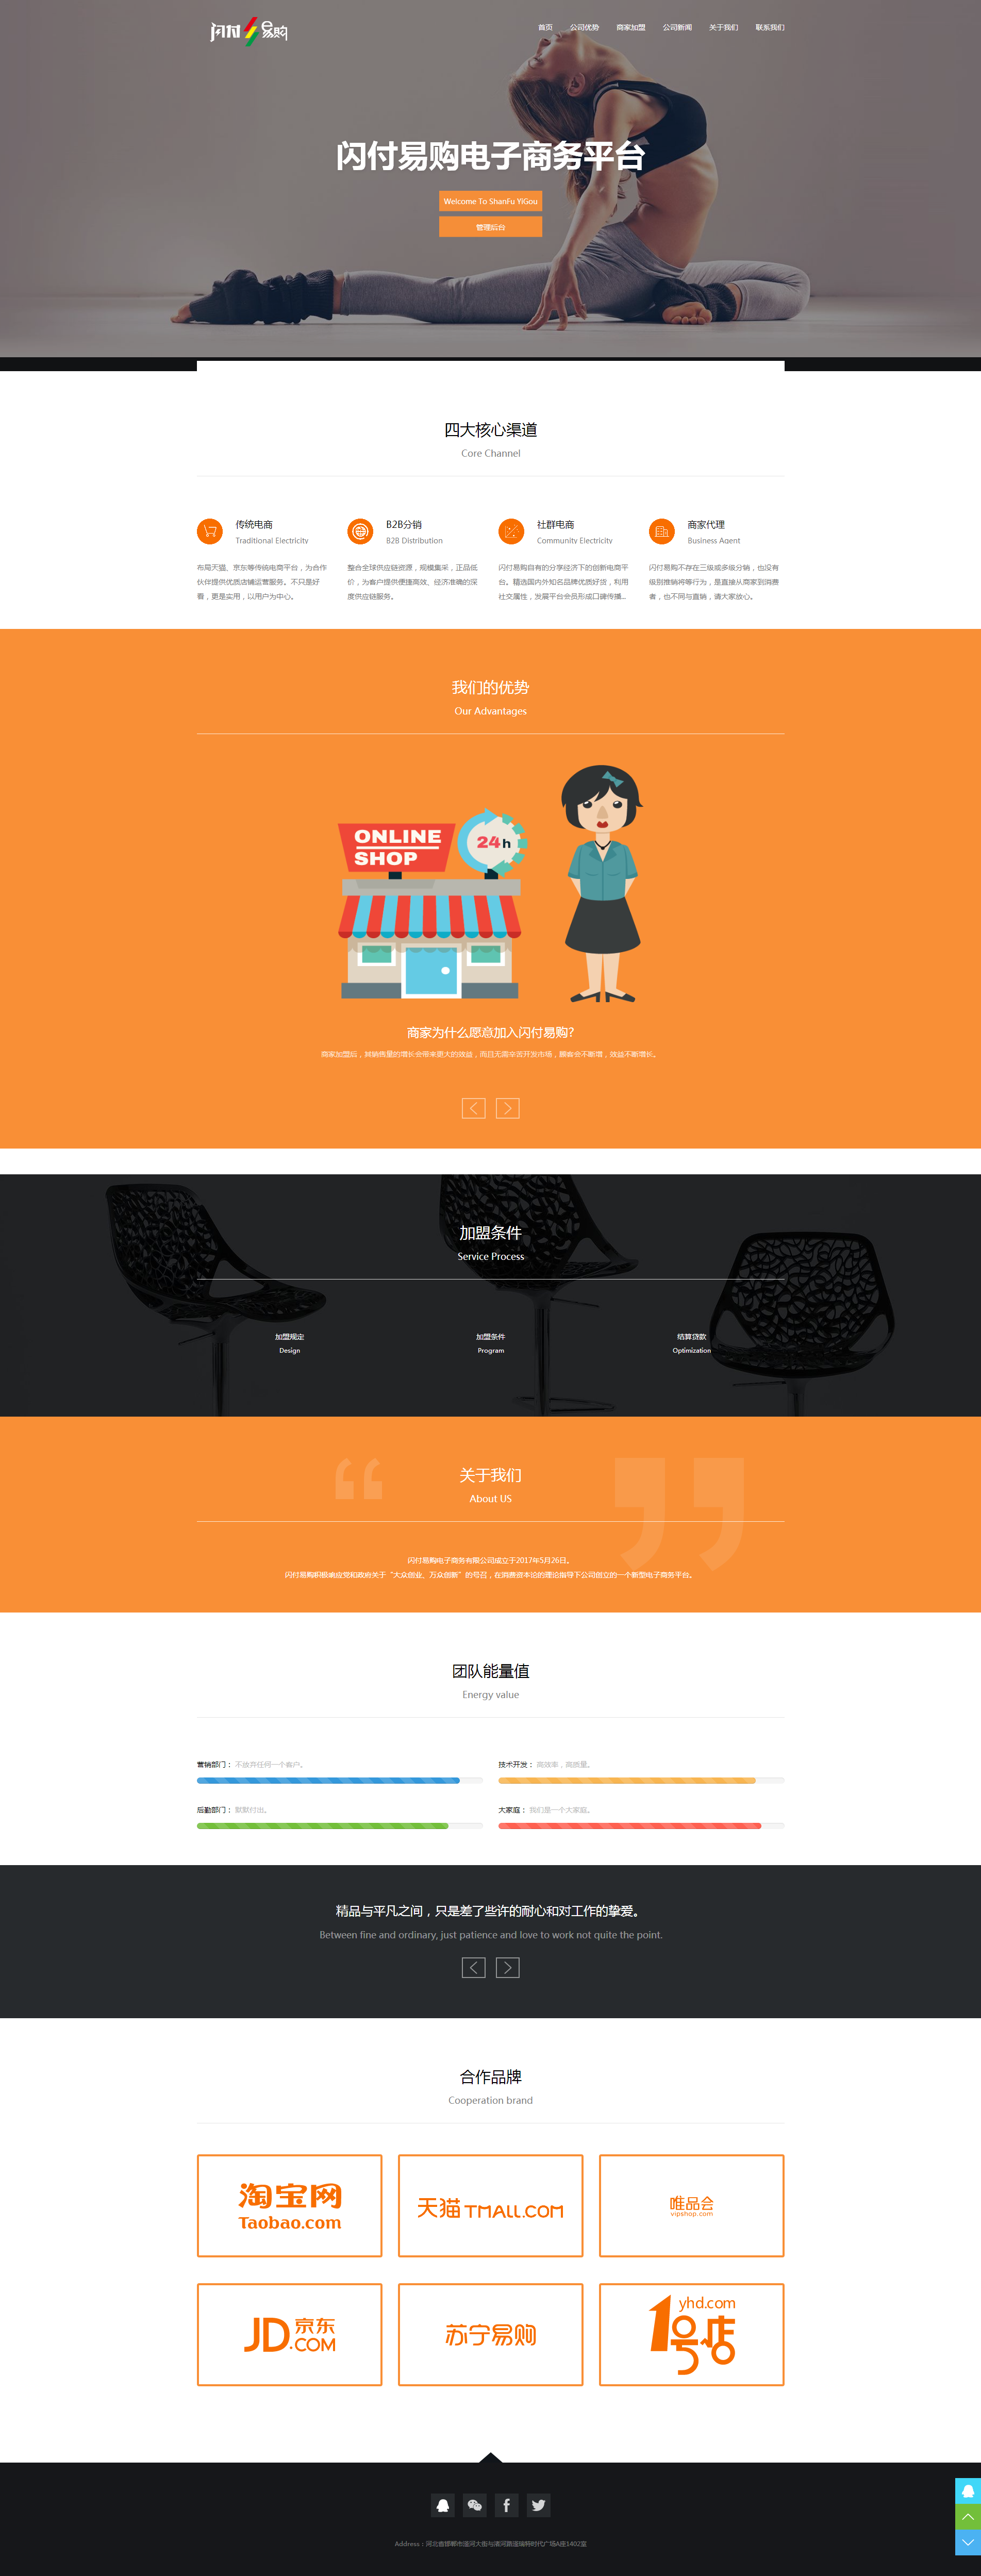 闪付易购
首页 公司优势 商家加盟 公司新闻 关于我们 联系我们
闪付易购电子商务平台
Welcome To ShanFu YiGou
管理后台
四大核心渠道
Core Channel
传统电商
Traditional Electricity
布局天猫、京东等传统电商平台，为合作
伙伴提供优质店铺运营服务。不只是好
看，更是实用，以用户为中心。
B2B分销
B2B Distribution
整合全球供应链资源，规模集采，正品低
价，为客户提供便捷高效、经济准确的深
度供应链服务。
社群电商
Community Electricity
闪付易购自有的分享经济下的创新电商平
台。精选国内外知名品牌优质好货，利用
社交属性，发展平台会员形成口碑传播...
商家代理
Business Agent
闪付易购不存在三级或多级分销，也没有
级别推销将等行为，是直接从商家到消费
者，也不同与直销，请大家放心。
我们的优势
Our Advantages
ONLINE
SHOP
24h
商家为什么愿意加入闪付易购?
商家加盟后，其销售量的增长会带来更大的效益，而且无需辛苦开发市场，顾客会不断增，效益不断增长。
加盟条件
Service Process
加盟规定
Design
加盟条件
Program
结算贷款
Optimization
关于我们
About US
闪付易购电子商务有限公司成立于2017年5月26日。
闪付易购积极响应党和政府关于“大众创业、万众创新”的号召，在消费资本论的理论指导下公司创立的一个新型电子商务平台。
团队能量值
Energy value
营销部门： 不放弃任何一个客户。
技术开发： 高效率，高质量。
后勤部门： 默默付出。
大家庭： 我们是一个大家庭。
精品与平凡之间，只是差了些许的耐心和对工作的挚爱。
Between fine and ordinary, just patience and love to work not quite the point.
合作品牌
Cooperation brand
淘宝网
Taobao.com
天猫 TMALL.COM
唯品会
vipshop.com
JD 京东
.COM
苏宁易购
yhd.com
1号店
Address：河北省邯郸市滏河大街与渚河路逯瑞特时代广场A座1402室